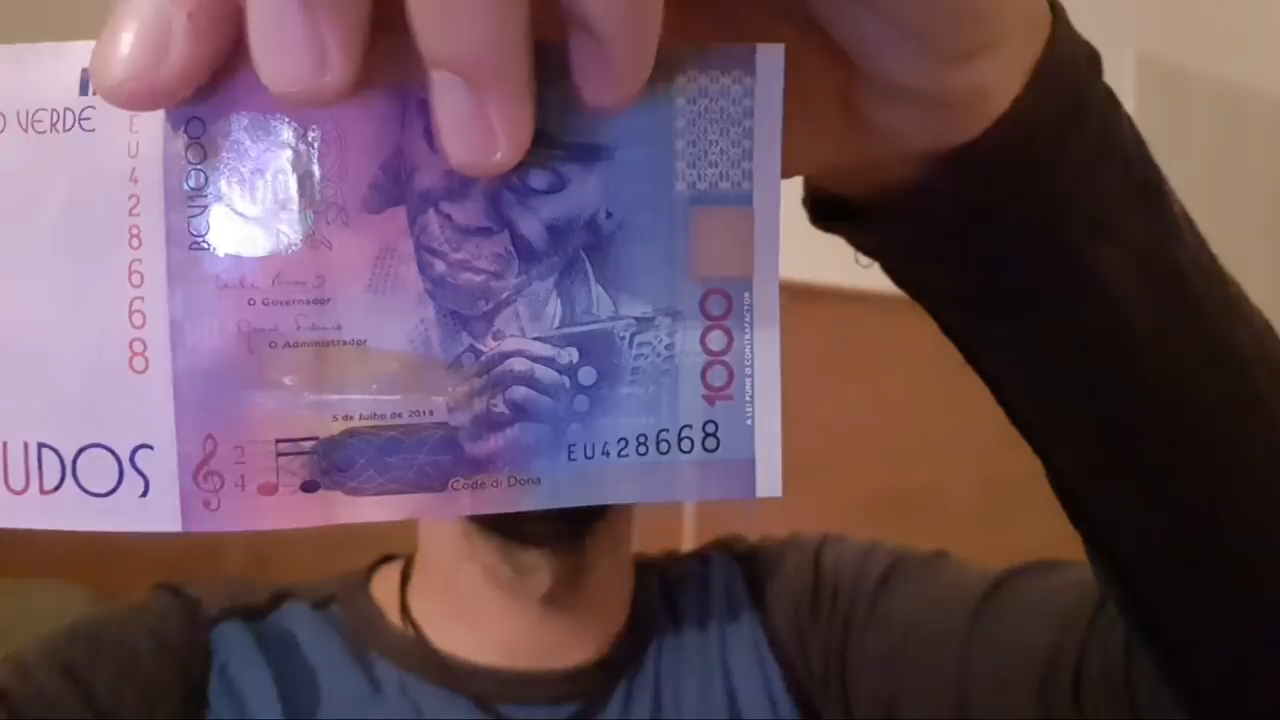 O VERDE
EU428668
BCV1000
O Governador
O Administrador
5 de Julho de 2014
2
4
UDOS
Codé di Dona
EU428668
1000
A LEI PUNE O CONTRAFACTOR